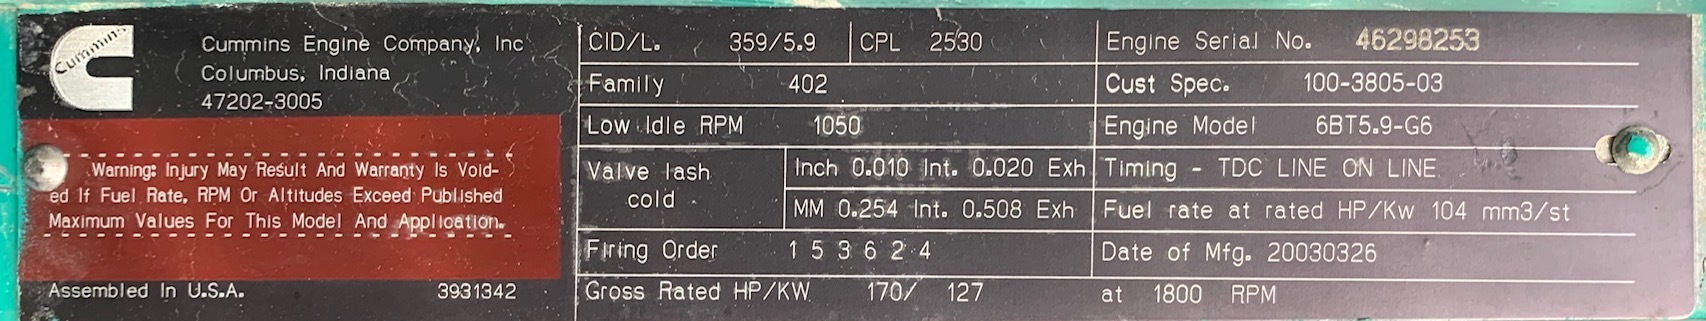 Cummins
Cummins Engine Company, Inc
Columbus, Indiana
47202-3005
Warning: Injury May Result And Warranty Is Void-
ed If Fuel Rate, RPM Or Altitudes Exceed Published
Maximum Values For This Model And Application.
Assembled In U.S.A. 3931342
CID/L. 359/5.9 CPL 2530
Family 402
Low Idle RPM 1050
Valve lash
cold
Inch 0.010 Int. 0.020 Exh
MM 0.254 Int. 0.508 Exh
Firing Order 1 5 3 6 2 4
Gross Rated HP/KW 170/ 127 at 1800 RPM
Engine Serial No. 46298253
Cust Spec. 100-3805-03
Engine Model 6BT5.9-G6
Timing - TDC LINE ON LINE
Fuel rate at rated HP/Kw 104 mm3/st
Date of Mfg. 20030326